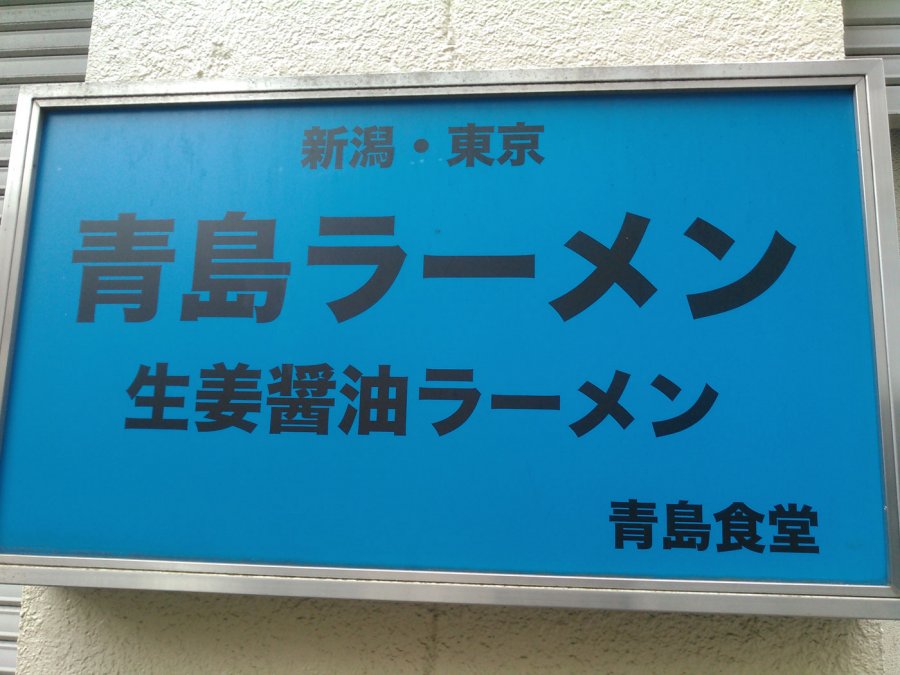 新潟・東京
青島ラーメン
生姜醤油ラーメン
青島食堂